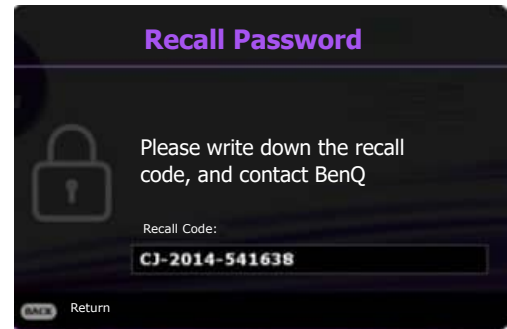 Recall Password
Please write down the recall
code, and contact BenQ
Recall Code:
CJ-2014-541638
BACK Return